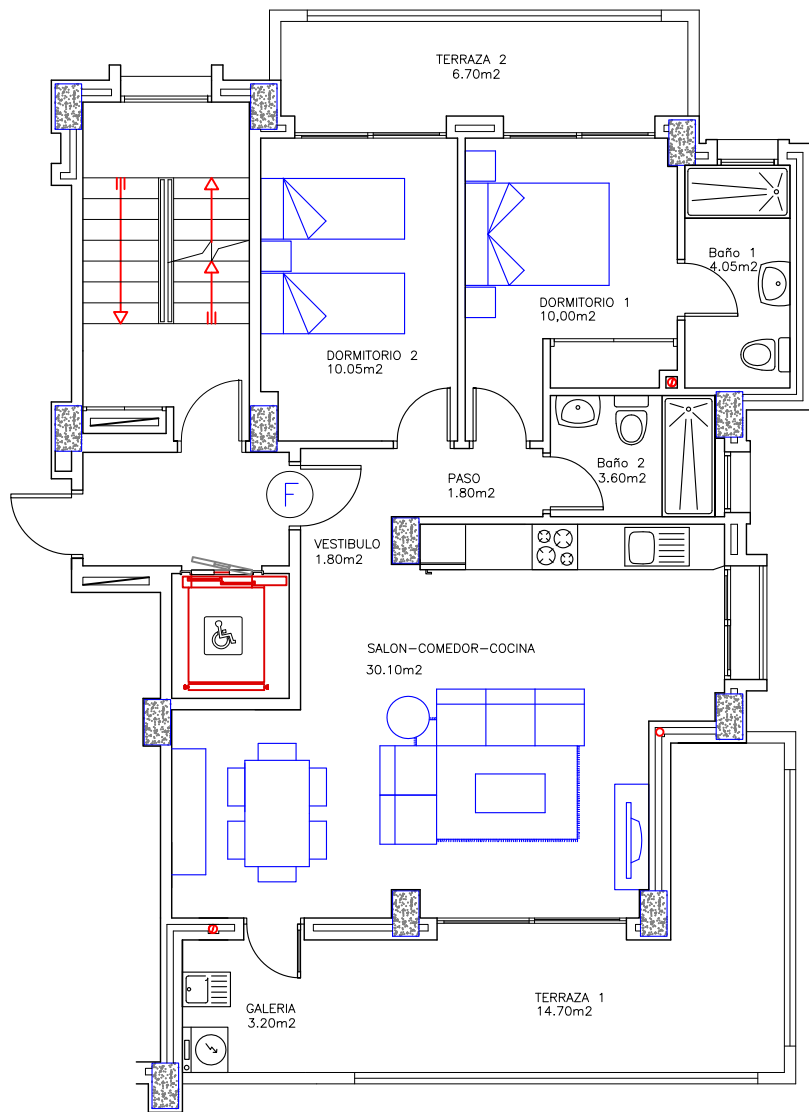 TERRAZA 2
6.70m2
Baño 1
4.05m2
DORMITORIO 1
10,00m2
DORMITORIO 2
10.05m2
Baño 2
3.60m2
PASO
1.80m2
F
VESTIBULO
1.80m2
SALON-COMEDOR-COCINA
30.10m2
GALERIA
3.20m2
TERRAZA 1
14.70m2